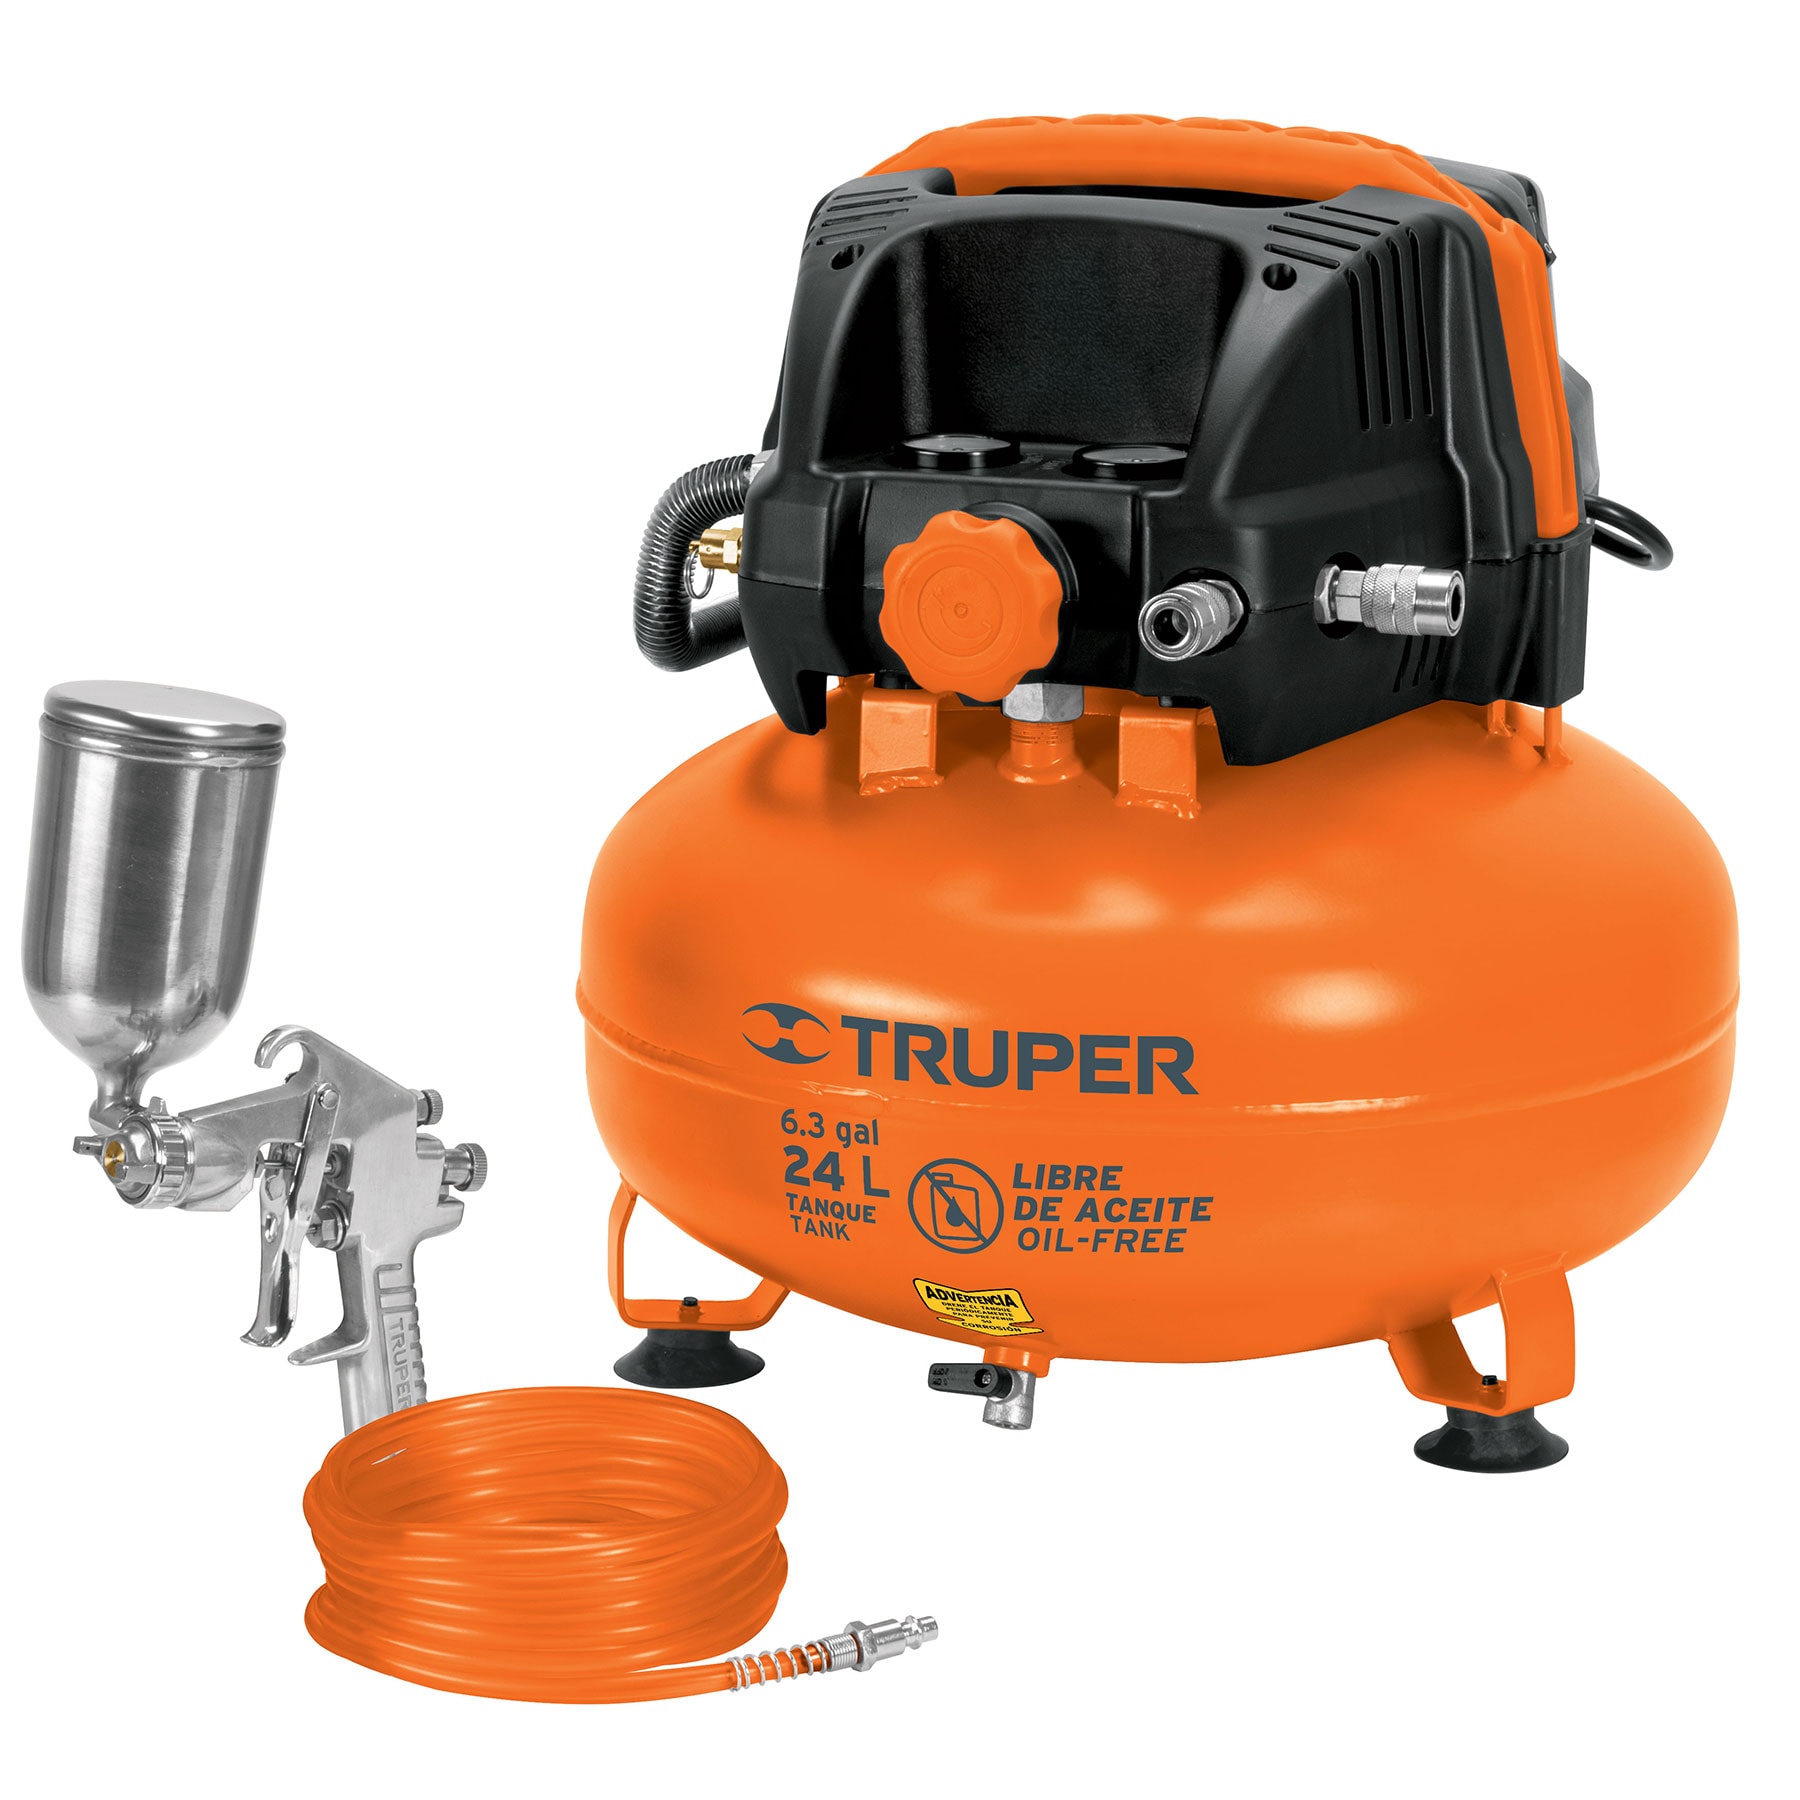 TRUPER
6.3 gal
24 L
TANQUE
TANK
LIBRE
DE ACEITE
OIL-FREE
ADVERTENCIA
DRENE EL TANQUE
PERIÓDICAMENTE
PARA PREVENIR
SU
CORROSIÓN
TRUPER